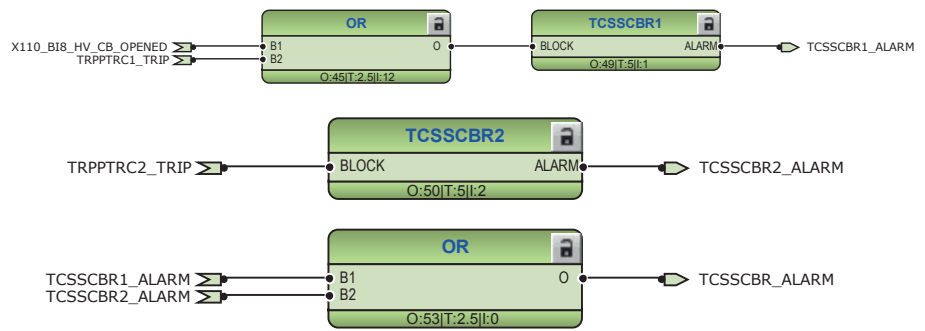 OR
TCSSCBR1
X110_BI8_HV_CB_OPENED B1 O BLOCK ALARM TCSSCBR1_ALARM
TRPPTRC1_TRIP B2
O:45|T:2.5|I:12 O:49|T:5|I:1
TCSSCBR2
TRPPTRC2_TRIP BLOCK ALARM TCSSCBR2_ALARM
O:50|T:5|I:2
OR
TCSSCBR1_ALARM B1 O TCSSCBR_ALARM
TCSSCBR2_ALARM B2
O:53|T:2.5|I:0